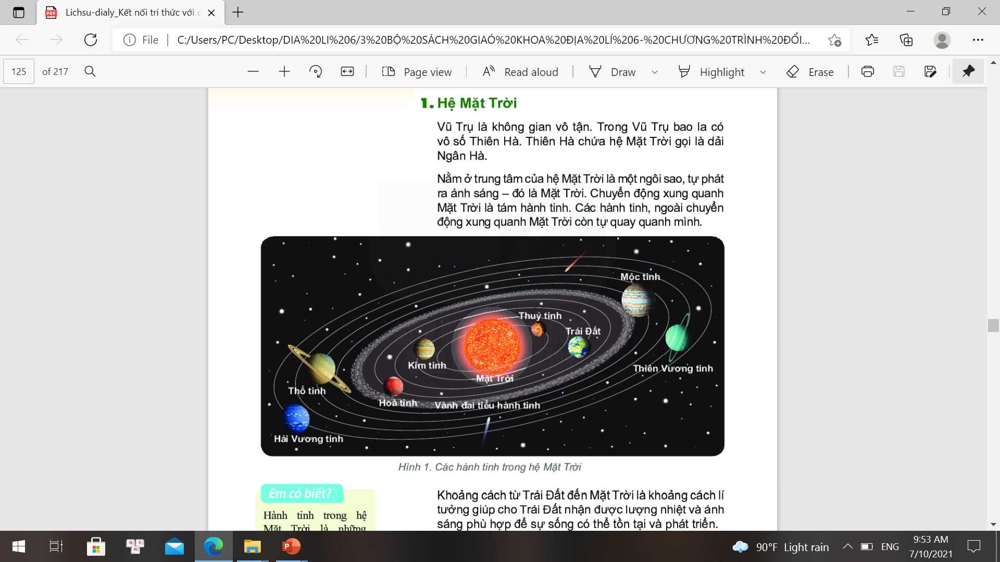 Lichsu-dialy_Kết nối tri thức với c
File
C:/Users/PC/Desktop/DIA%20LI%206/3%20BỘ%20SÁCH%20GIAÓ%20KHOA%20ĐỊA%20LÍ%206-%20CHƯƠNG%20TRÌNH%20ĐỔI...
125 of 217
Page view
Read aloud
Draw
Highlight
Erase
1. Hệ Mặt Trời
Vũ Trụ là không gian vô tận. Trong Vũ Trụ bao la có
vô số Thiên Hà. Thiên Hà chứa hệ Mặt Trời gọi là dải
Ngân Hà.
Nằm ở trung tâm của hệ Mặt Trời là một ngôi sao, tự phát
ra ánh sáng – đó là Mặt Trời. Chuyển động xung quanh
Mặt Trời là tám hành tinh. Các hành tinh, ngoài chuyển
động xung quanh Mặt Trời còn tự quay quanh mình.
Mộc tinh
Thuỷ tinh
Trái Đất
Kim tinh
Thiên Vương tinh
Mặt Trời
Thổ tinh
Hoả tinh
Vành đai tiểu hành tinh
Hải Vương tinh
Hình 1. Các hành tinh trong hệ Mặt Trời
Em có biết?
Hành tinh trong hệ
Mặt Trời là những
Khoảng cách từ Trái Đất đến Mặt Trời là khoảng cách lí
tưởng giúp cho Trái Đất nhận được lượng nhiệt và ánh
sáng phù hợp để sự sống có thể tồn tại và phát triển.
90°F Light rain
ENG
9:53 AM
7/10/2021